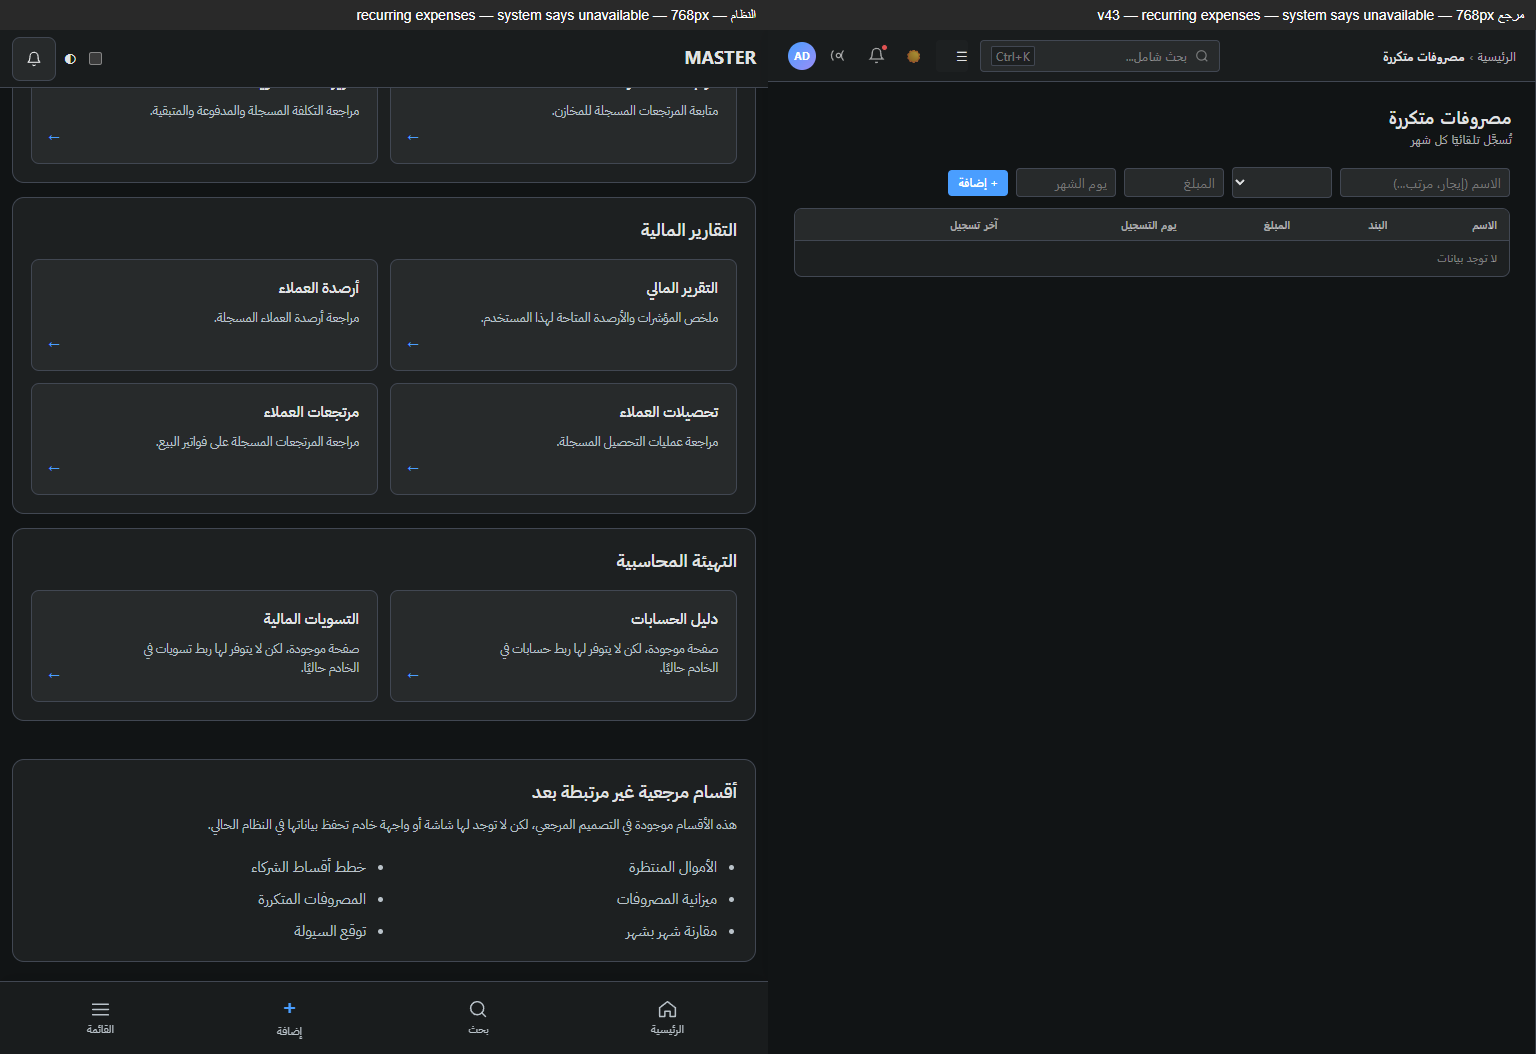 مرجع v43 — recurring expenses — system says unavailable — 768px
الرئيسية › مصروفات متكررة
بحث شامل...
Ctrl+K
AD
مصروفات متكررة
تُسجَّل تلقائيًا كل شهر
الاسم (إيجار، مرتب...)
المبلغ
يوم الشهر
+ إضافة
الاسم
البند
المبلغ
يوم التسجيل
آخر تسجيل
لا توجد بيانات
النظام — recurring expenses — system says unavailable — 768px
MASTER
متابعة المرتجعات المسجلة للمخازن.
←
مراجعة التكلفة المسجلة والمدفوعة والمتبقية.
←
التقارير المالية
التقرير المالي
ملخص المؤشرات والأرصدة المتاحة لهذا المستخدم.
←
أرصدة العملاء
مراجعة أرصدة العملاء المسجلة.
←
تحصيلات العملاء
مراجعة عمليات التحصيل المسجلة.
←
مرتجعات العملاء
مراجعة المرتجعات المسجلة على فواتير البيع.
←
التهيئة المحاسبية
دليل الحسابات
صفحة موجودة، لكن لا يتوفر لها ربط حسابات في
الخادم حاليًا.
←
التسويات المالية
صفحة موجودة، لكن لا يتوفر لها ربط تسويات في
الخادم حاليًا.
←
أقسام مرجعية غير مرتبطة بعد
هذه الأقسام موجودة في التصميم المرجعي، لكن لا توجد لها شاشة أو واجهة خادم تحفظ بياناتها في النظام الحالي.
• الأموال المنتظرة
• خطط أقساط الشركاء
• ميزانية المصروفات
• المصروفات المتكررة
• مقارنة شهر بشهر
• توقع السيولة
الرئيسية
بحث
+
إضافة
القائمة